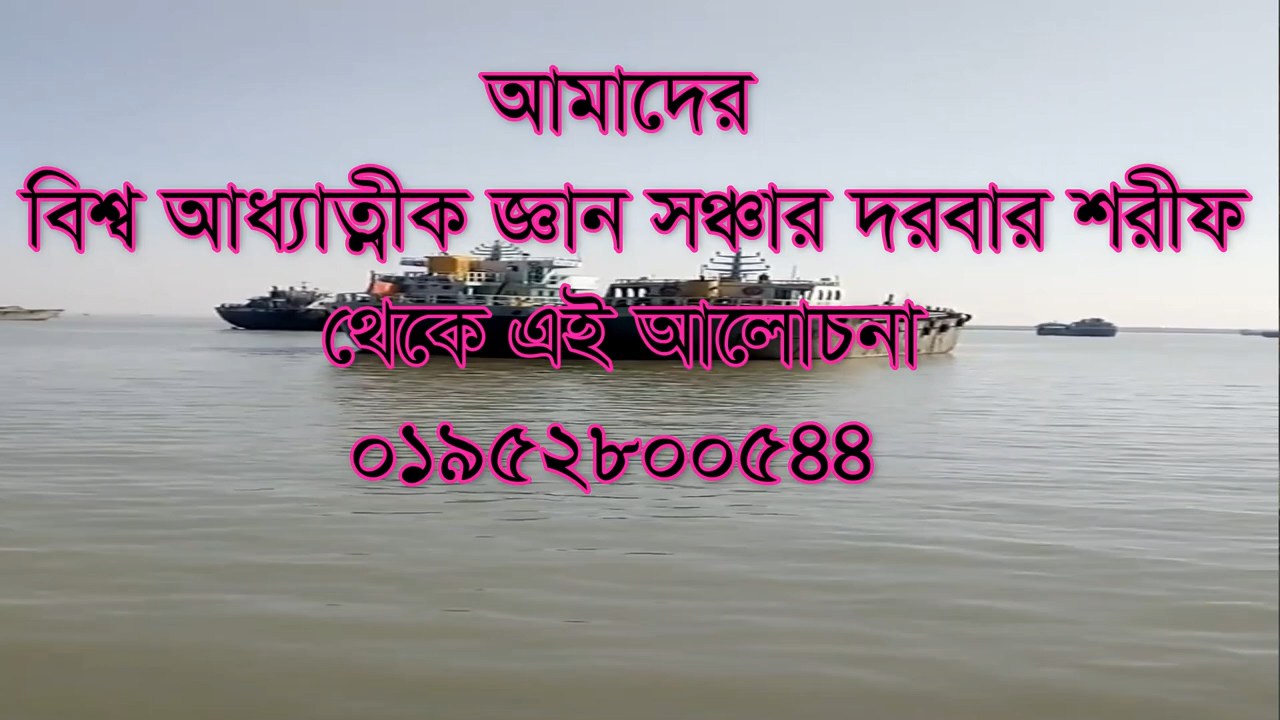 আমাদের
বিশ্ব আধ্যাত্নীক জ্ঞান সঞ্চার দরবার শরীফ
থেকে এই আলোচনা
০১৯৫২৮০০৫৪৪